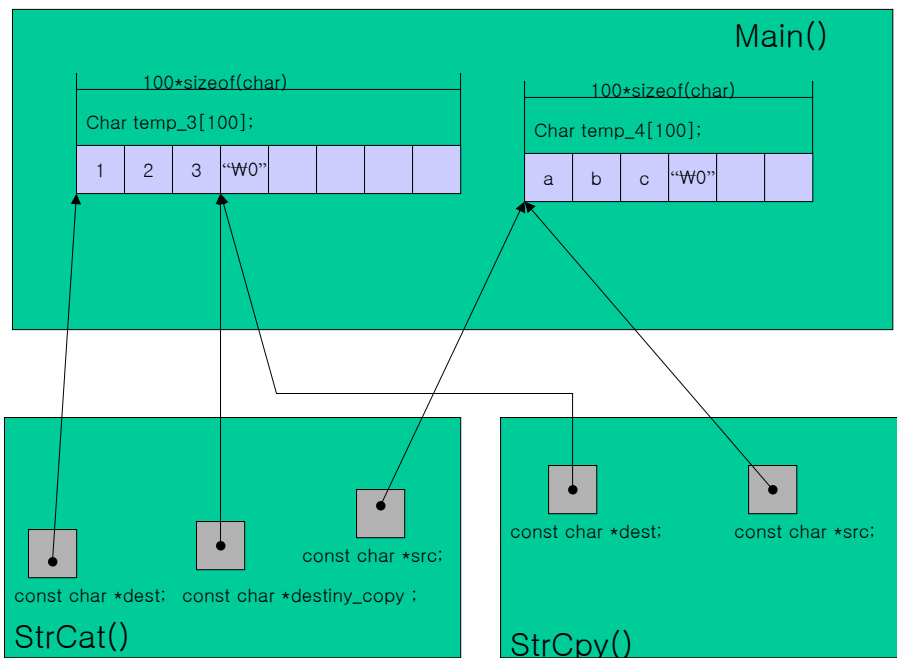 Main()
100*sizeof(char)
Char temp_3[100];
1 2 3 “₩0”
100*sizeof(char)
Char temp_4[100];
a b c “₩0”
const char *src;
const char *dest; const char *destiny_copy ;
StrCat()
const char *dest; const char *src;
StrCpy()